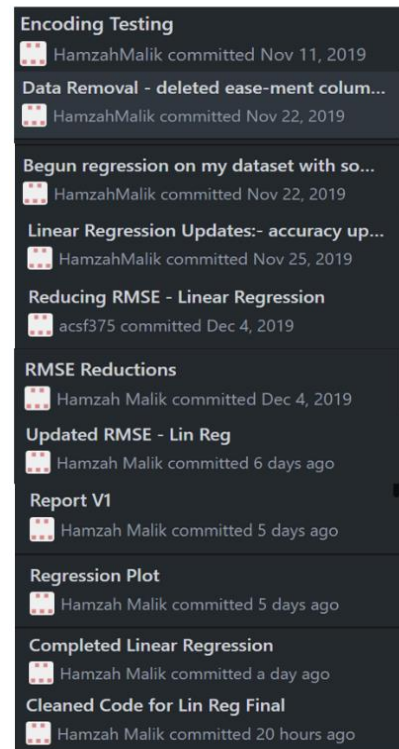 Encoding Testing
HamzahMalik committed Nov 11, 2019
Data Removal - deleted ease-ment colum...
HamzahMalik committed Nov 22, 2019
Begun regression on my dataset with so...
HamzahMalik committed Nov 22, 2019
Linear Regression Updates:- accuracy up...
HamzahMalik committed Nov 25, 2019
Reducing RMSE - Linear Regression
acsf375 committed Dec 4, 2019
RMSE Reductions
Hamzah Malik committed Dec 4, 2019
Updated RMSE - Lin Reg
Hamzah Malik committed 6 days ago
Report V1
Hamzah Malik committed 5 days ago
Regression Plot
Hamzah Malik committed 5 days ago
Completed Linear Regression
Hamzah Malik committed a day ago
Cleaned Code for Lin Reg Final
Hamzah Malik committed 20 hours ago